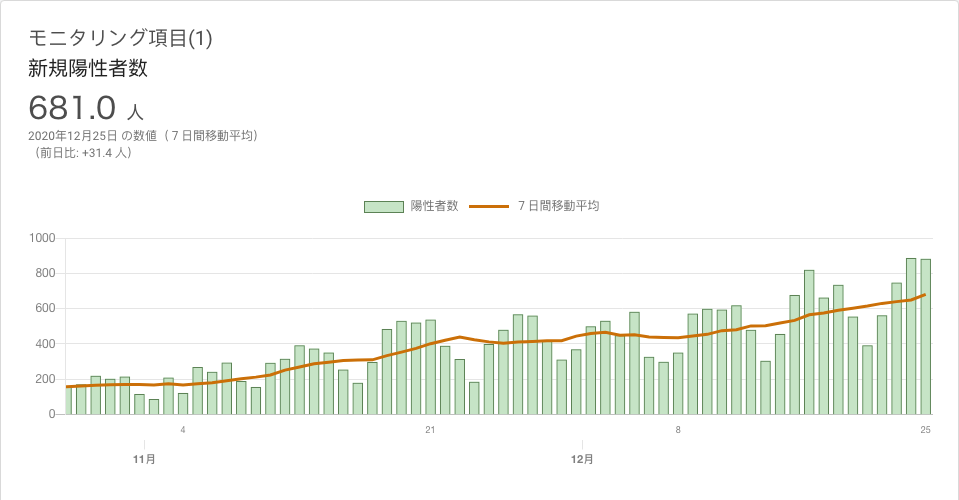 モニタリング項目(1)
新規陽性者数
681.0 人
2020年12月25日 の数値（７日間移動平均）
（前日比: +31.4 人）
陽性者数 ７日間移動平均
1000
800
600
400
200
0
4 21 8 25
11月 12月